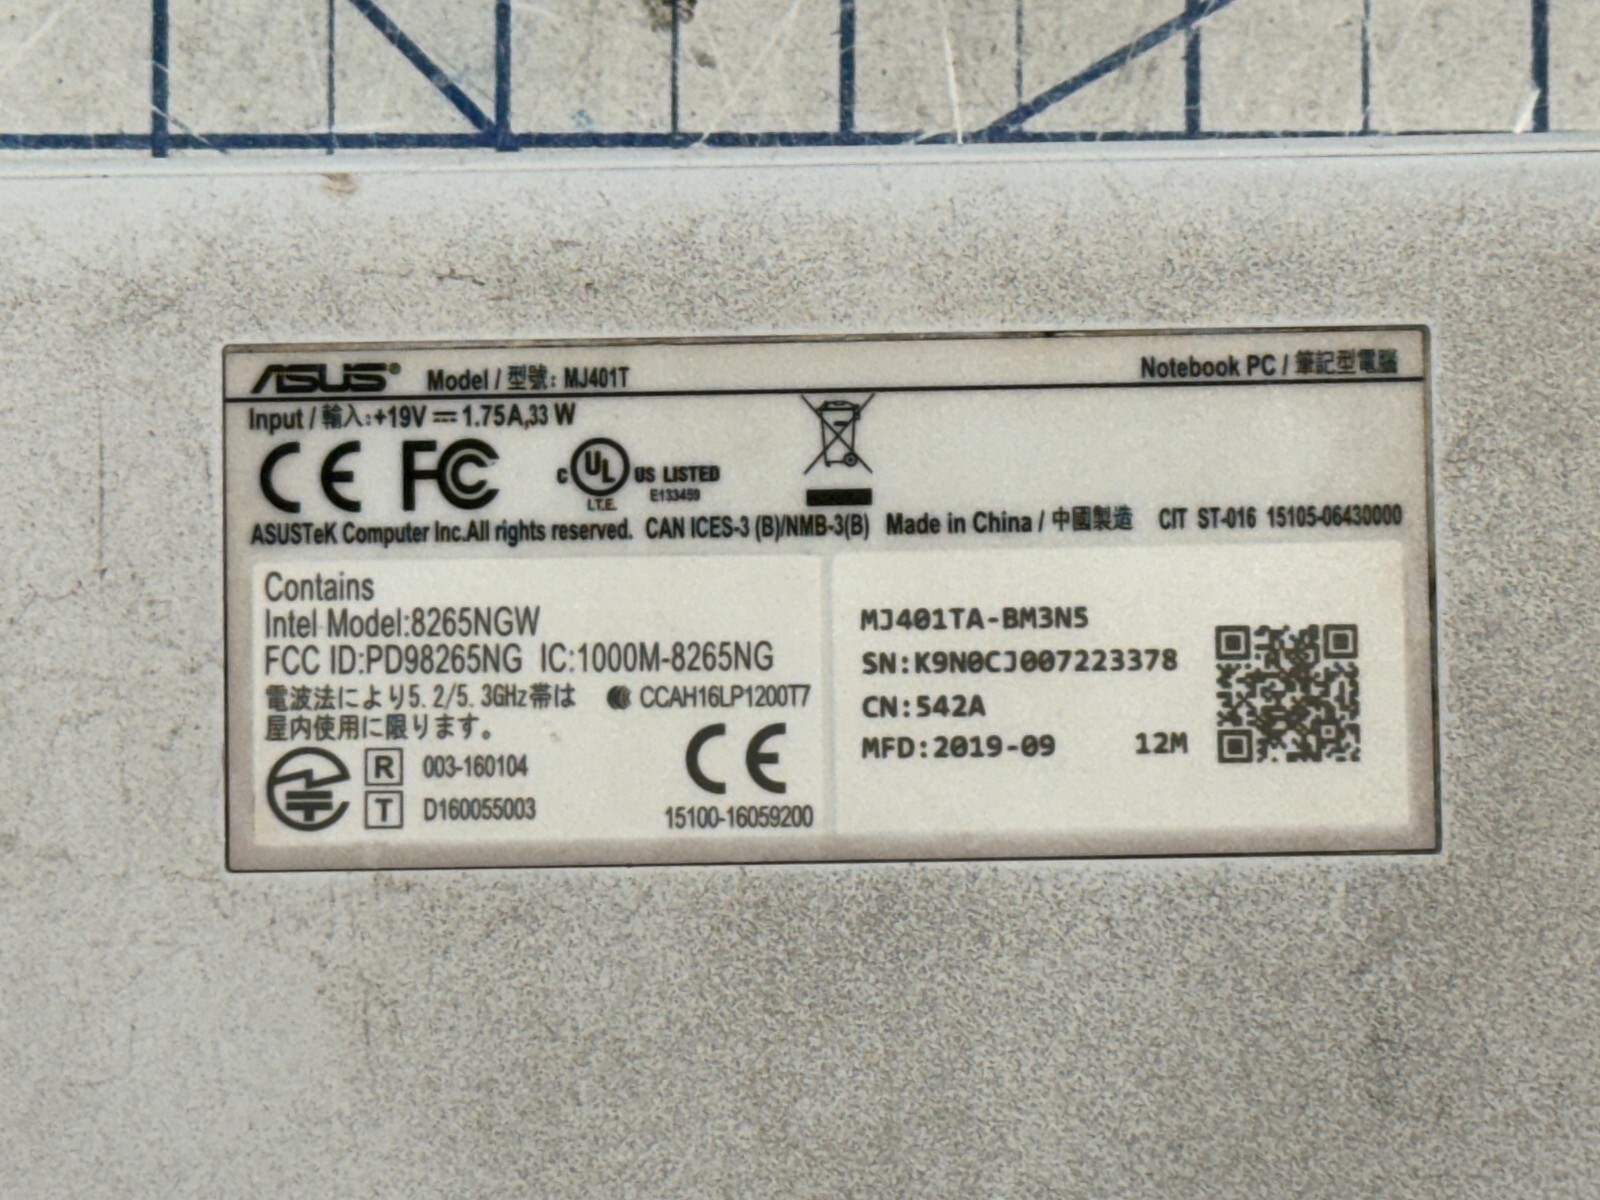 ASUS® Model / 型號: MJ401T Notebook PC / 筆記型電腦
Input / 輸入:+19V⎓1.75A,33 W
CE FC c UL US LISTED
I.T.E. E133459
ASUSTeK Computer Inc.All rights reserved. CAN ICES-3 (B)/NMB-3(B) Made in China / 中國製造 CIT ST-016 15105-06430000
Contains
Intel Model:8265NGW
FCC ID:PD98265NG IC:1000M-8265NG
電波法により5.2/5.3GHz帯は CCAH16LP1200T7
屋内使用に限ります。
R 003-160104
T D160055003
CE
15100-16059200
MJ401TA-BM3N5
SN:K9N0CJ007223378
CN:542A
MFD:2019-09 12M